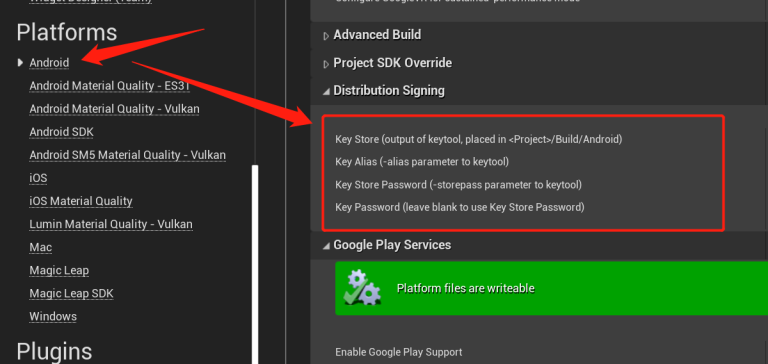 Widget Designer (Team)
Platforms
Android
Android Material Quality - ES31
Android Material Quality - Vulkan
Android SDK
Android SM5 Material Quality - Vulkan
iOS
iOS Material Quality
Lumin Material Quality - Vulkan
Mac
Magic Leap
Magic Leap SDK
Windows
Plugins
Configure GoogleVR for sustained-performance mode
Advanced Build
Project SDK Override
Distribution Signing
Key Store (output of keytool, placed in <Project>/Build/Android)
Key Alias (-alias parameter to keytool)
Key Store Password (-storepass parameter to keytool)
Key Password (leave blank to use Key Store Password)
Google Play Services
Platform files are writeable
Enable Google Play Support